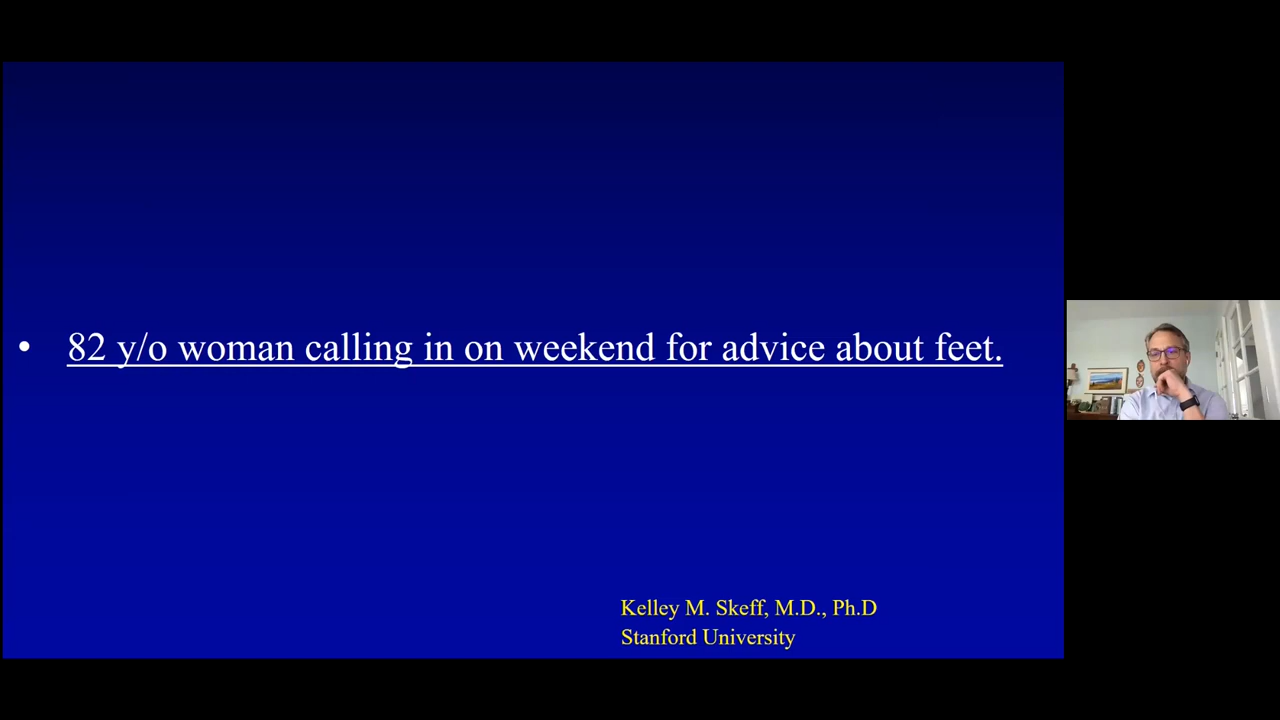 • 82 y/o woman calling in on weekend for advice about feet.
Kelley M. Skeff, M.D., Ph.D
Stanford University